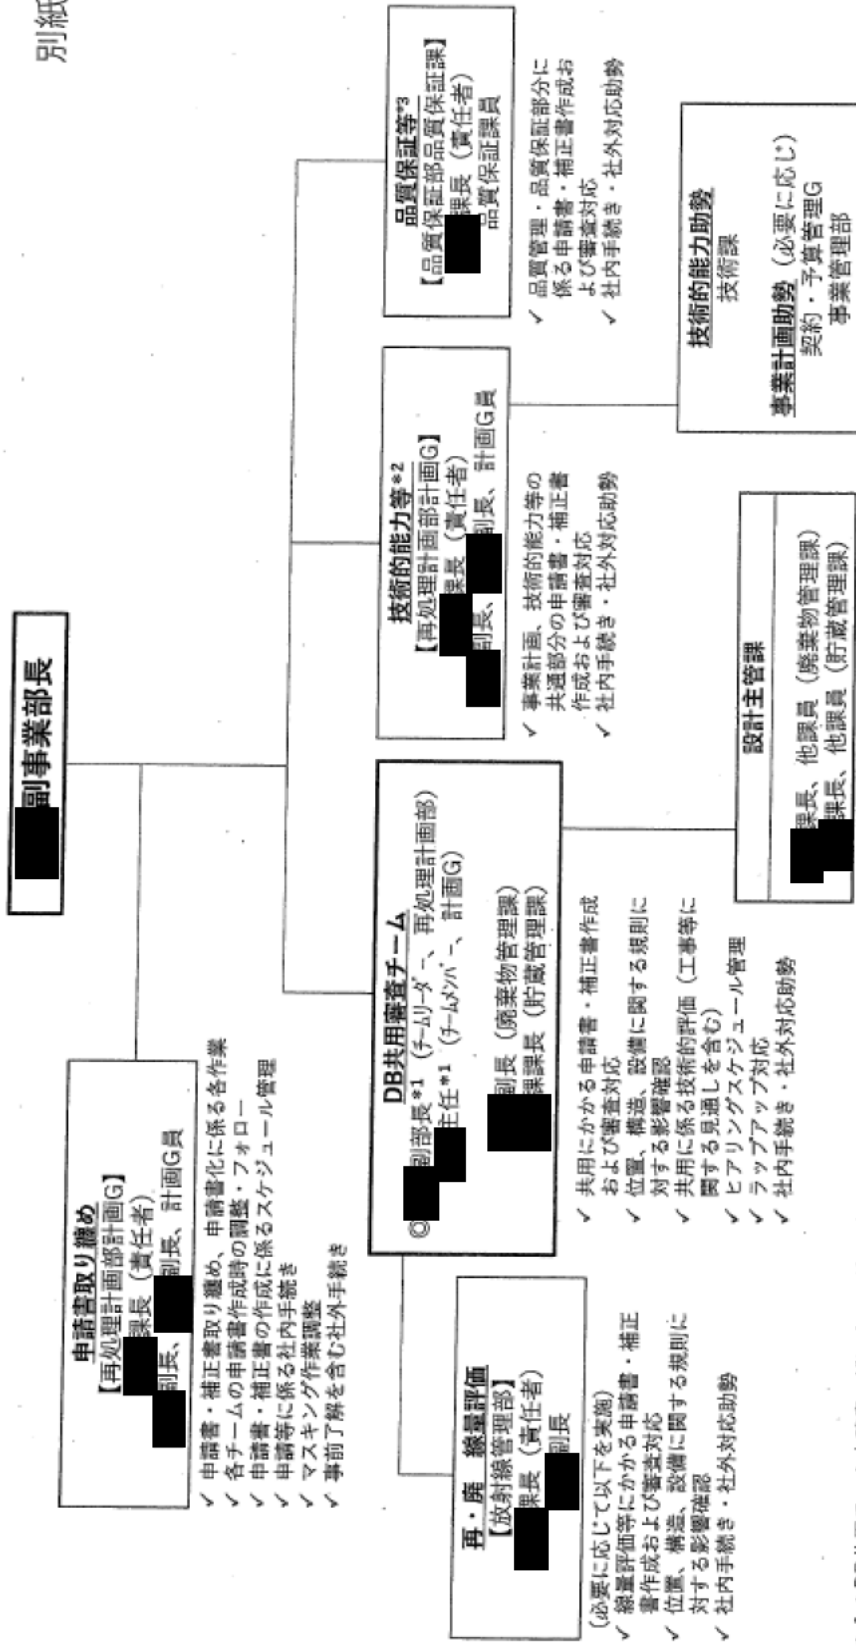 別紙
副事業部長
申請書取り纏め
【再処理計画部計画G】
課長（責任者）
副長、副長、計画G員
✓ 申請書・補正書取り纏め、申請書化に係る各作業
✓ 各チームの申請書作成時の調整・フォロー
✓ 申請書・補正書の作成に係るスケジュール管理
✓ 申請等に係る社内手続き
✓ マスキング作業調整
✓ 事前了解を含む社外手続き
DB共用審査チーム
◎副部長*1（チームリーダー、再処理計画部）
主任*1（チームメンバー、計画G）
副長（廃棄物管理課）
課課長（貯蔵管理課）
✓ 共用にかかる申請書・補正書作成
および審査対応
✓ 位置、構造、設備に関する規則に
対する影響確認
✓ 共用に係る技術的評価（工事等に
関する見通しを含む）
✓ ヒアリングスケジュール管理
✓ ラップアップ対応
✓ 社内手続き・社外対応助勢
技術的能力等*2
【再処理計画部計画G】
課長（責任者）
副長、副長、計画G員
✓ 事業計画、技術的能力等の
共通部分の申請書・補正書
作成および審査対応
✓ 社内手続き・社外対応助勢
品質保証等*3
【品質保証部品質保証課】
課長（責任者）
品質保証課員
✓ 品質管理・品質保証部分に
係る申請書・補正書作成お
よび審査対応
✓ 社内手続き・社外対応助勢
再・廃　線量評価
【放射線管理部】
課長（責任者）
副長
（必要に応じて以下を実施）
✓ 線量評価等にかかる申請書・補正
書作成および審査対応
✓ 位置、構造、設備に関する規則に
対する影響確認
✓ 社内手続き・社外対応助勢
設計主管課
課長、他課員（廃棄物管理課）
課長、他課員（貯蔵管理課）
技術的能力助勢
技術課
事業計画助勢（必要に応じ）
契約・予算管理G
事業管理部